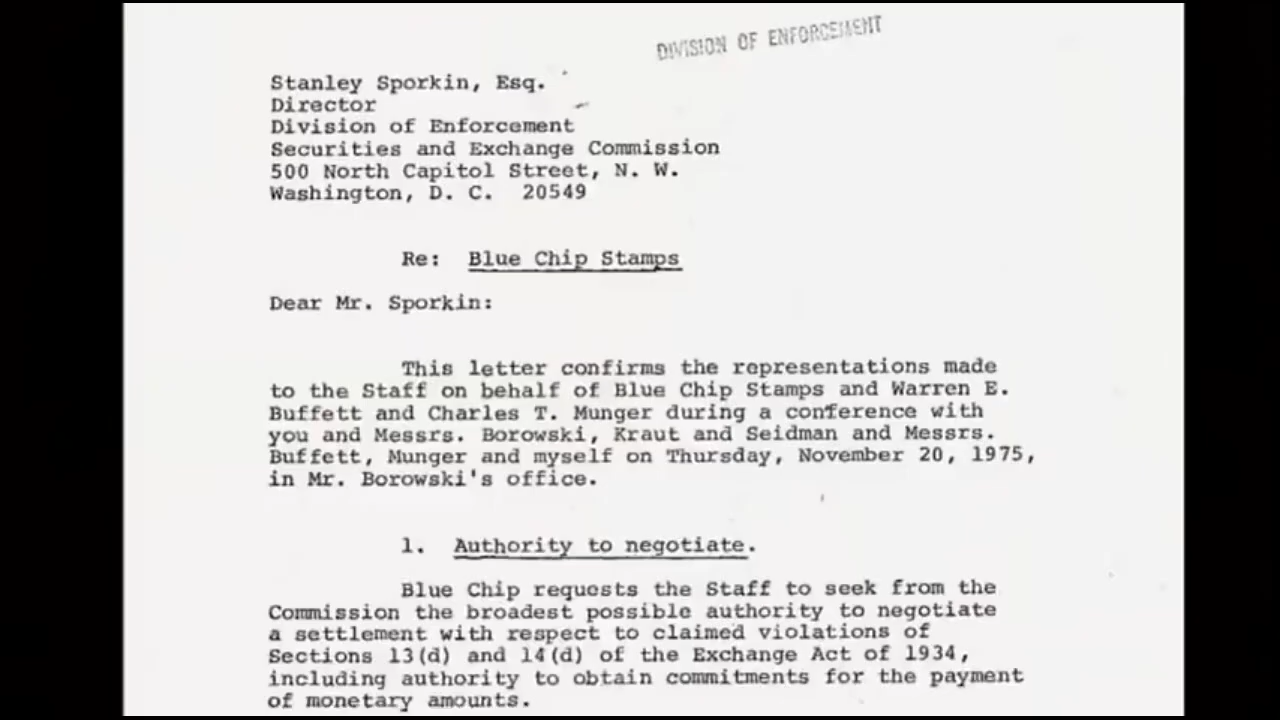 DIVISION OF ENFORCEMENT
Stanley Sporkin, Esq.
Director
Division of Enforcement
Securities and Exchange Commission
500 North Capitol Street, N. W.
Washington, D. C. 20549
Re: Blue Chip Stamps
Dear Mr. Sporkin:
This letter confirms the representations made
to the Staff on behalf of Blue Chip Stamps and Warren E.
Buffett and Charles T. Munger during a conference with
you and Messrs. Borowski, Kraut and Seidman and Messrs.
Buffett, Munger and myself on Thursday, November 20, 1975,
in Mr. Borowski's office.
1. Authority to negotiate.
Blue Chip requests the Staff to seek from the
Commission the broadest possible authority to negotiate
a settlement with respect to claimed violations of
Sections 13(d) and 14(d) of the Exchange Act of 1934,
including authority to obtain commitments for the payment
of monetary amounts.